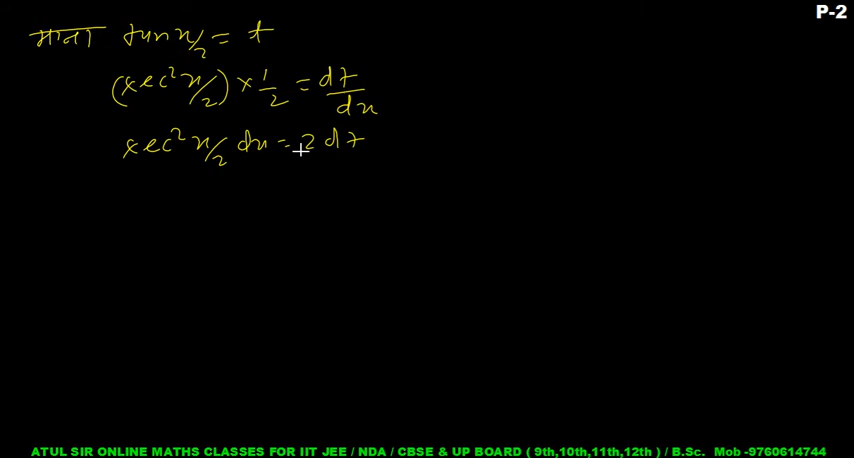 P-2
माना tan x/2 = t
(sec² x/2) × 1/2 = dt/dx
sec² x/2 dx = 2 dt
ATUL SIR ONLINE MATHS CLASSES FOR IIT JEE / NDA / CBSE & UP BOARD ( 9th,10th,11th,12th ) / B.Sc. Mob -9760614744